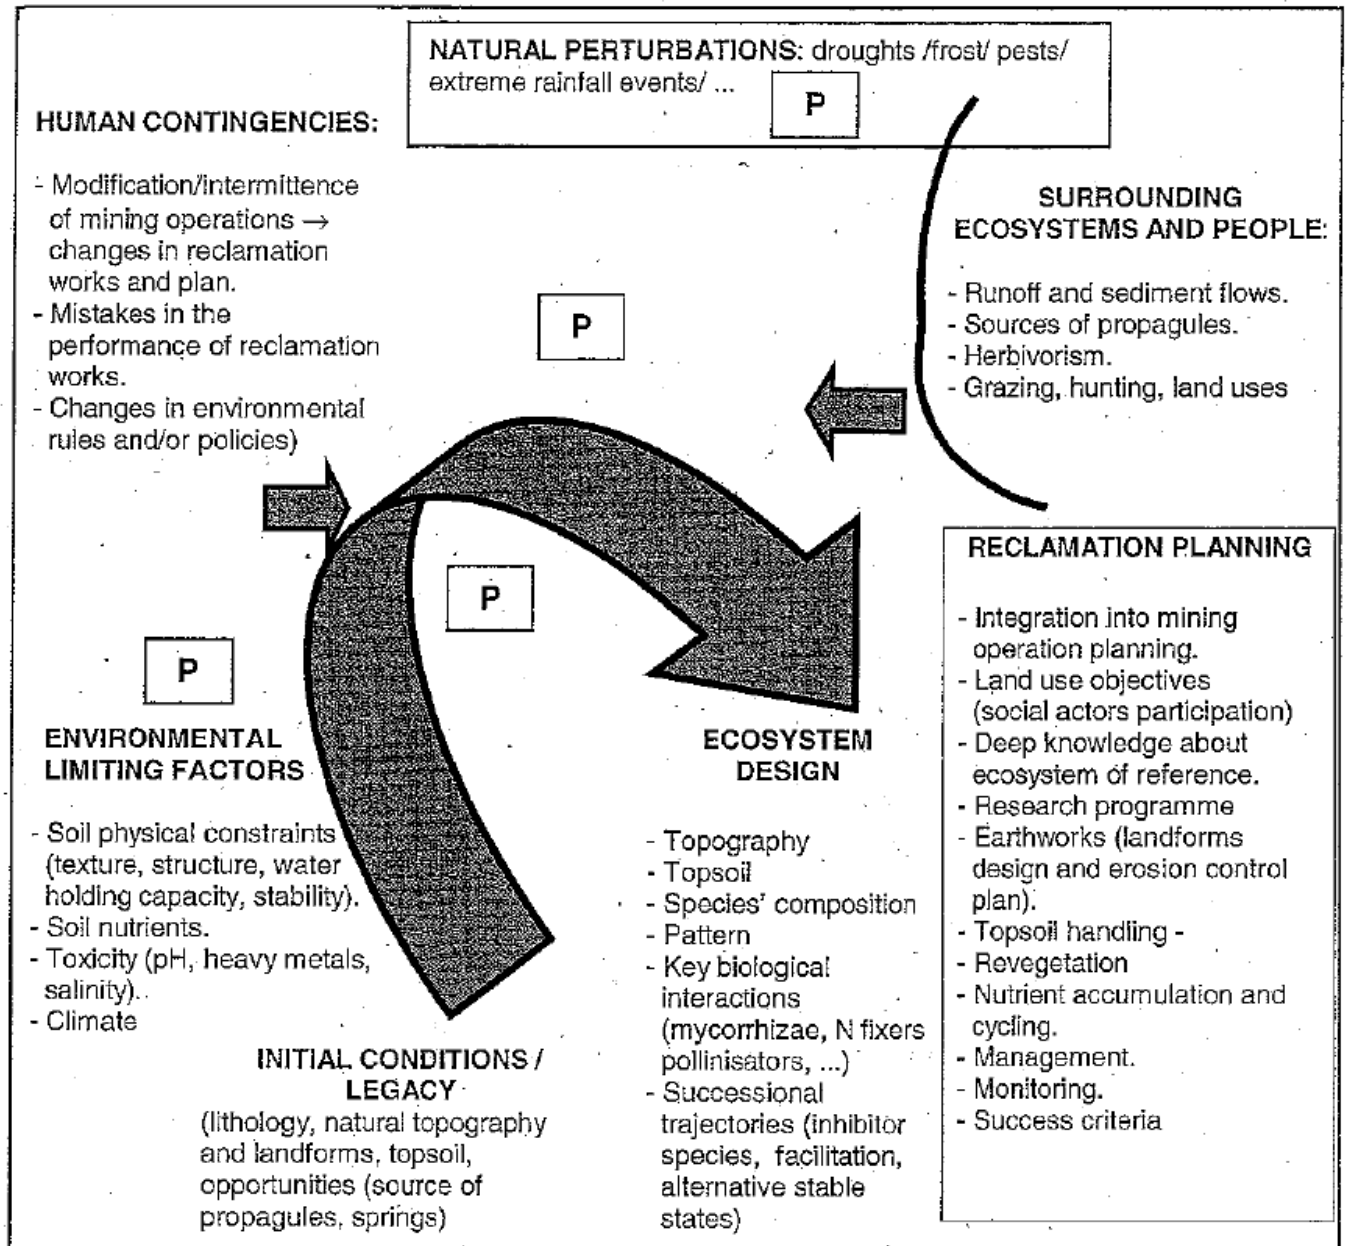 NATURAL PERTURBATIONS: droughts /frost/ pests/
extreme rainfall events/ ...
P
HUMAN CONTINGENCIES:
- Modification/intermittence
of mining operations →
changes in reclamation
works and plan.
- Mistakes in the
performance of reclamation
works.
- Changes in environmental
rules and/or policies)
SURROUNDING
ECOSYSTEMS AND PEOPLE:
- Runoff and sediment flows.
- Sources of propagules.
- Herbivorism.
- Grazing, hunting, land uses
P
P
P
ENVIRONMENTAL
LIMITING FACTORS
- Soil physical constraints
(texture, structure, water
holding capacity, stability).
- Soil nutrients.
- Toxicity (pH, heavy metals,
salinity).
- Climate
INITIAL CONDITIONS /
LEGACY
(lithology, natural topography
and landforms, topsoil,
opportunities (source of
propagules, springs)
ECOSYSTEM
DESIGN
- Topography
- Topsoil
- Species' composition
- Pattern
- Key biological
interactions
(mycorrhizae, N fixers
pollinisators, ...)
- Successional
trajectories (inhibitor
species, facilitation,
alternative stable
states)
RECLAMATION PLANNING
- Integration into mining
operation planning.
- Land use objectives
(social actors participation)
- Deep knowledge about
ecosystem of reference.
- Research programme
- Earthworks (landforms
design and erosion control
plan).
- Topsoil handling -
- Revegetation
- Nutrient accumulation and
cycling.
- Management.
- Monitoring.
- Success criteria